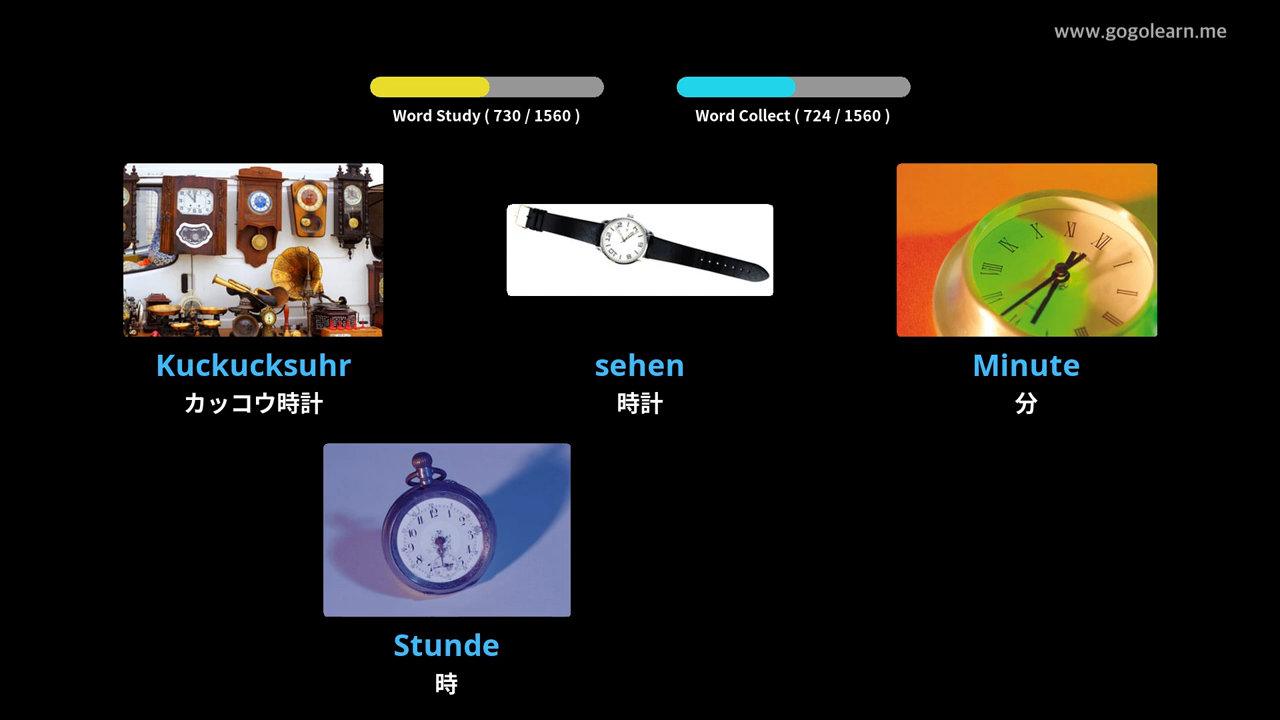 www.gogolearn.me
Word Study ( 730 / 1560 )
Word Collect ( 724 / 1560 )
Kuckucksuhr
カッコウ時計
sehen
時計
Minute
分
Stunde
時